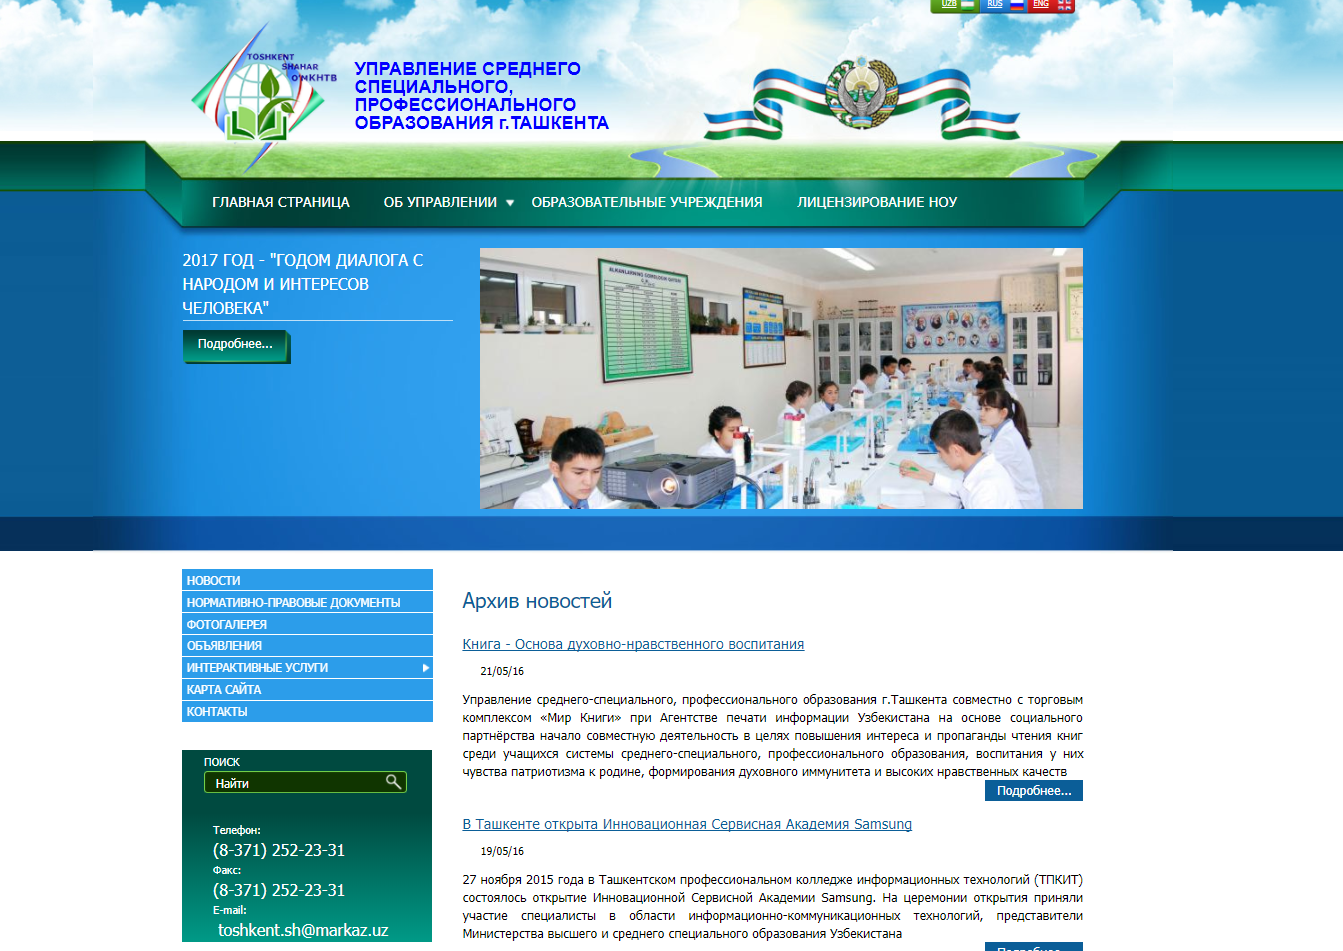 UZB RUS ENG
TOSHKENT
SHAHAR
O'MKHTB
УПРАВЛЕНИЕ СРЕДНЕГО
СПЕЦИАЛЬНОГО,
ПРОФЕССИОНАЛЬНОГО
ОБРАЗОВАНИЯ г.ТАШКЕНТА
ГЛАВНАЯ СТРАНИЦА ОБ УПРАВЛЕНИИ ОБРАЗОВАТЕЛЬНЫЕ УЧРЕЖДЕНИЯ ЛИЦЕНЗИРОВАНИЕ НОУ
2017 ГОД - "ГОДОМ ДИАЛОГА С
НАРОДОМ И ИНТЕРЕСОВ
ЧЕЛОВЕКА"
Подробнее...
НОВОСТИ
НОРМАТИВНО-ПРАВОВЫЕ ДОКУМЕНТЫ
ФОТОГАЛЕРЕЯ
ОБЪЯВЛЕНИЯ
ИНТЕРАКТИВНЫЕ УСЛУГИ
КАРТА САЙТА
КОНТАКТЫ
ПОИСК
Найти
Телефон:
(8-371) 252-23-31
Факс:
(8-371) 252-23-31
E-mail:
toshkent.sh@markaz.uz
Архив новостей
Книга - Основа духовно-нравственного воспитания
21/05/16
Управление среднего-специального, профессионального образования г.Ташкента совместно с торговым
комплексом «Мир Книги» при Агентстве печати информации Узбекистана на основе социального
партнёрства начало совместную деятельность в целях повышения интереса и пропаганды чтения книг
среди учащихся системы среднего-специального, профессионального образования, воспитания у них
чувства патриотизма к родине, формирования духовного иммунитета и высоких нравственных качеств
Подробнее...
В Ташкенте открыта Инновационная Сервисная Академия Samsung
19/05/16
27 ноября 2015 года в Ташкентском профессиональном колледже информационных технологий (ТПКИТ)
состоялось открытие Инновационной Сервисной Академии Samsung. На церемонии открытия приняли
участие специалисты в области информационно-коммуникационных технологий, представители
Министерства высшего и среднего специального образования Узбекистана
Подробнее...